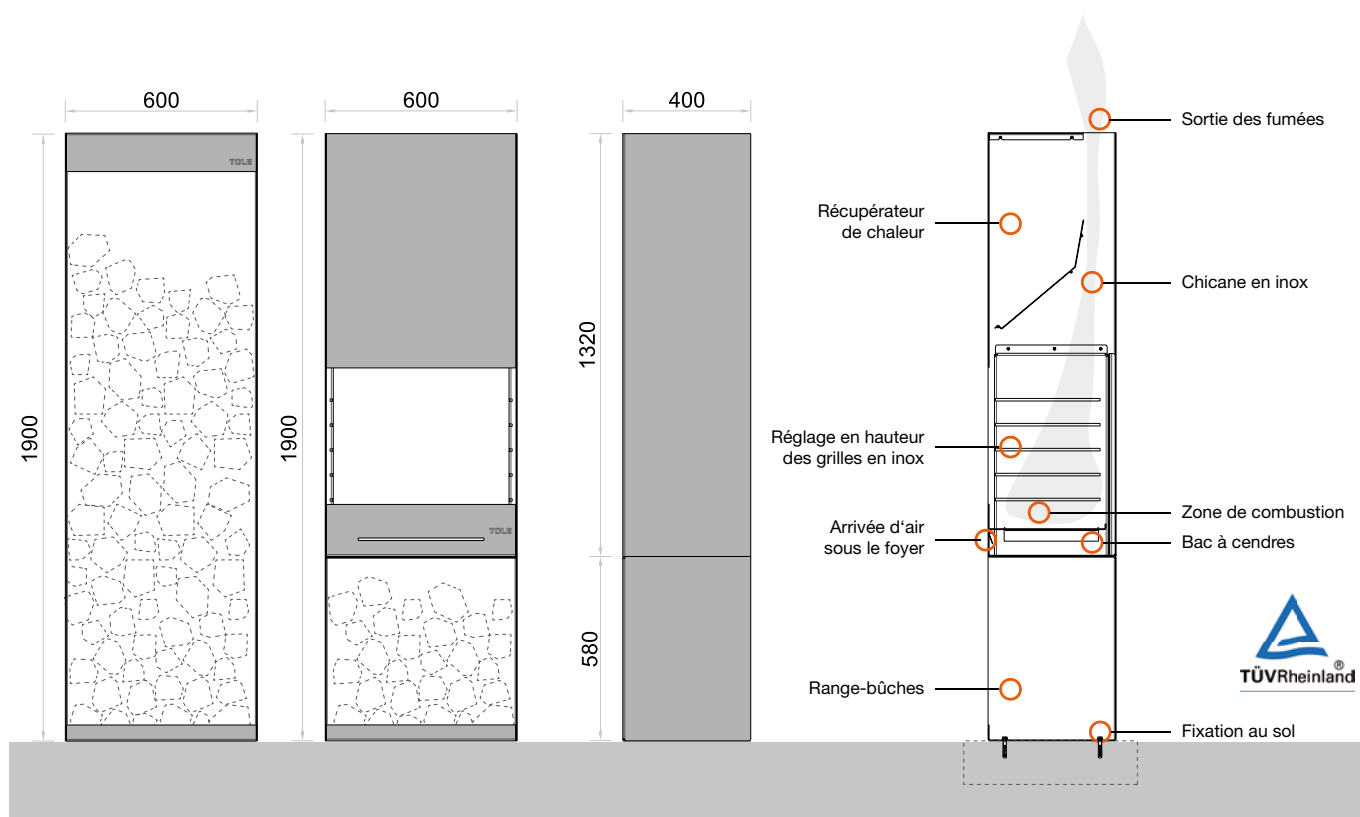 600
600
400
1900
1900
1320
580
TOLE
TOLE
Récupérateur
de chaleur
Réglage en hauteur
des grilles en inox
Arrivée d‘air
sous le foyer
Range-bûches
Sortie des fumées
Chicane en inox
Zone de combustion
Bac à cendres
Fixation au sol
TÜVRheinland®